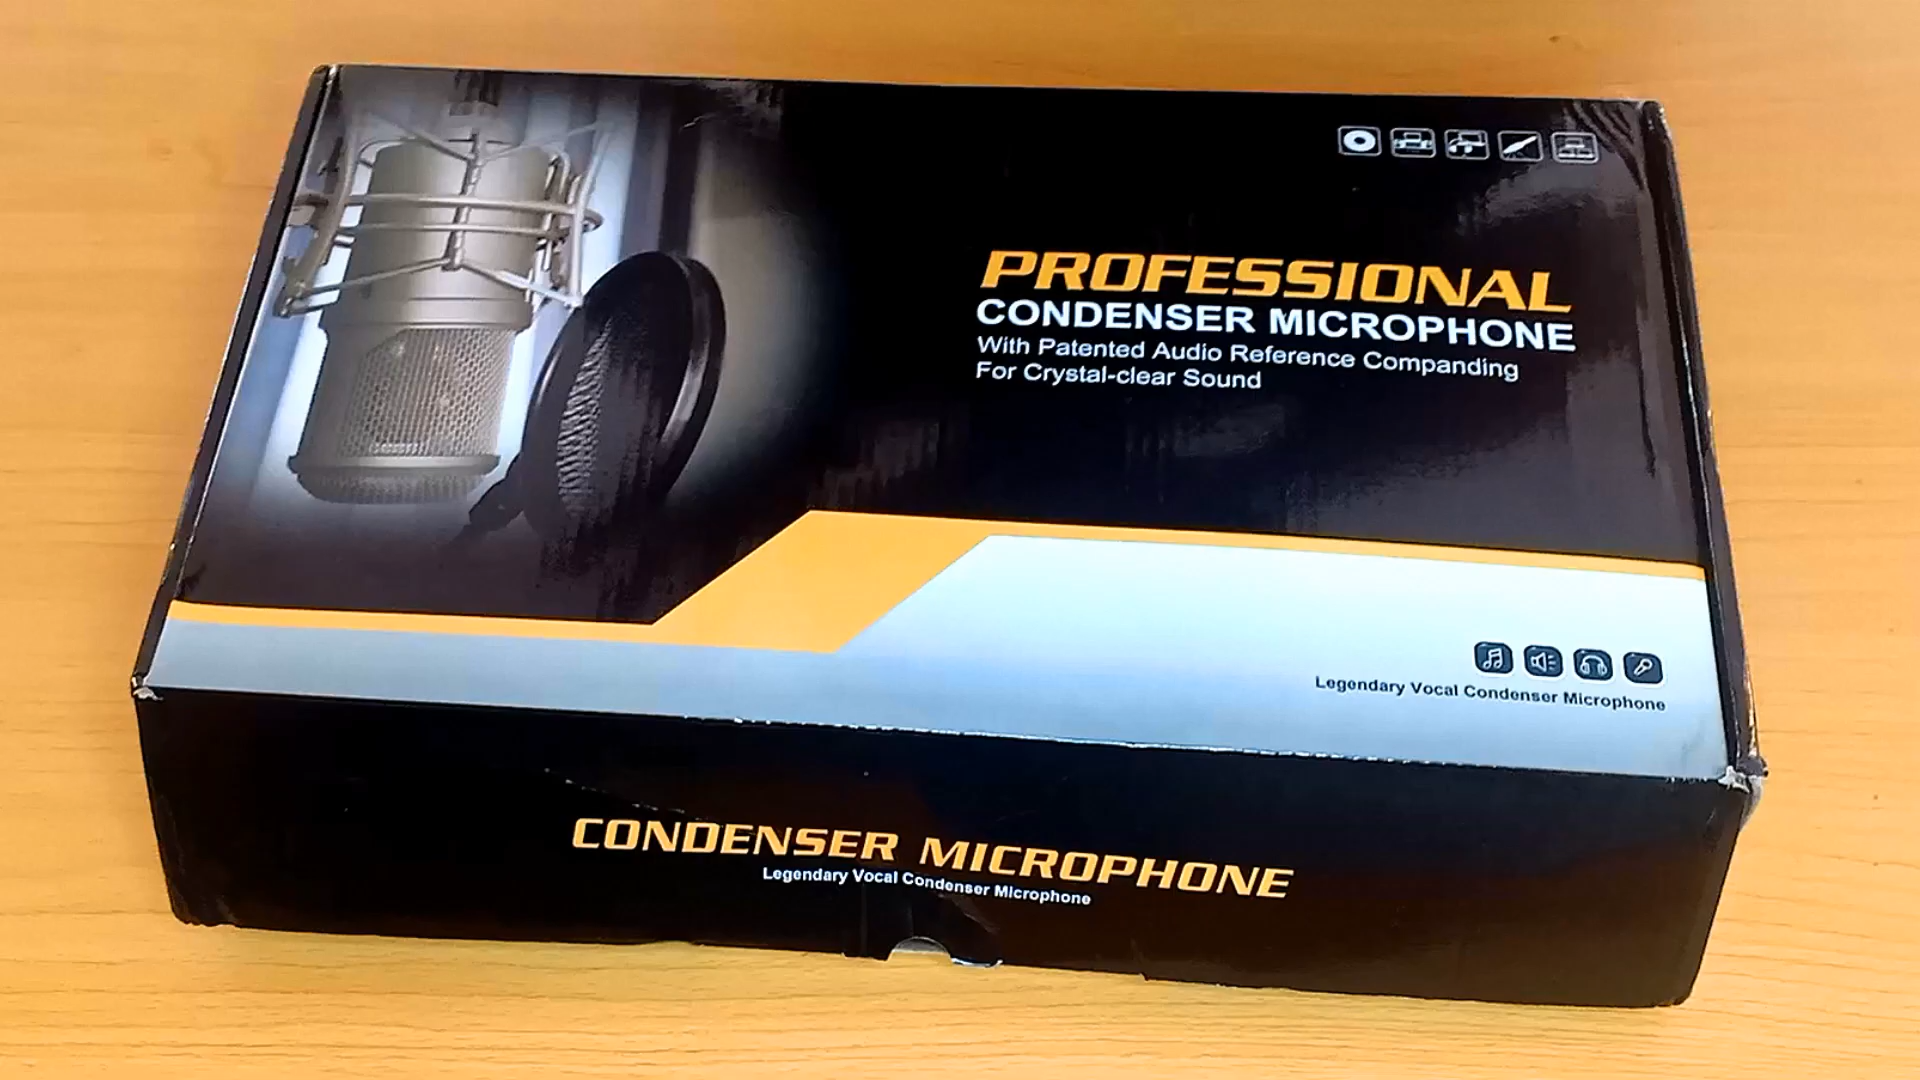 PROFESSIONAL
CONDENSER MICROPHONE
With Patented Audio Reference Companding
For Crystal-clear Sound
Legendary Vocal Condenser Microphone
CONDENSER MICROPHONE
Legendary Vocal Condenser Microphone